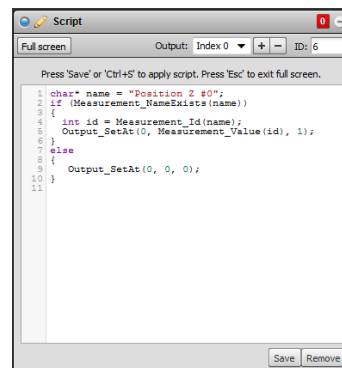 Script 0
Full screen Output: Index 0 + - ID: 6
Press 'Save' or 'Ctrl+S' to apply script. Press 'Esc' to exit full screen.
1 char* name = "Position Z #0";
2 if (Measurement_NameExists(name))
3 {
4 int id = Measurement_Id(name);
5 Output_SetAt(0, Measurement_Value(id), 1);
6 }
7 else
8 {
9 Output_SetAt(0, 0, 0);
10 }
11
Save Remove